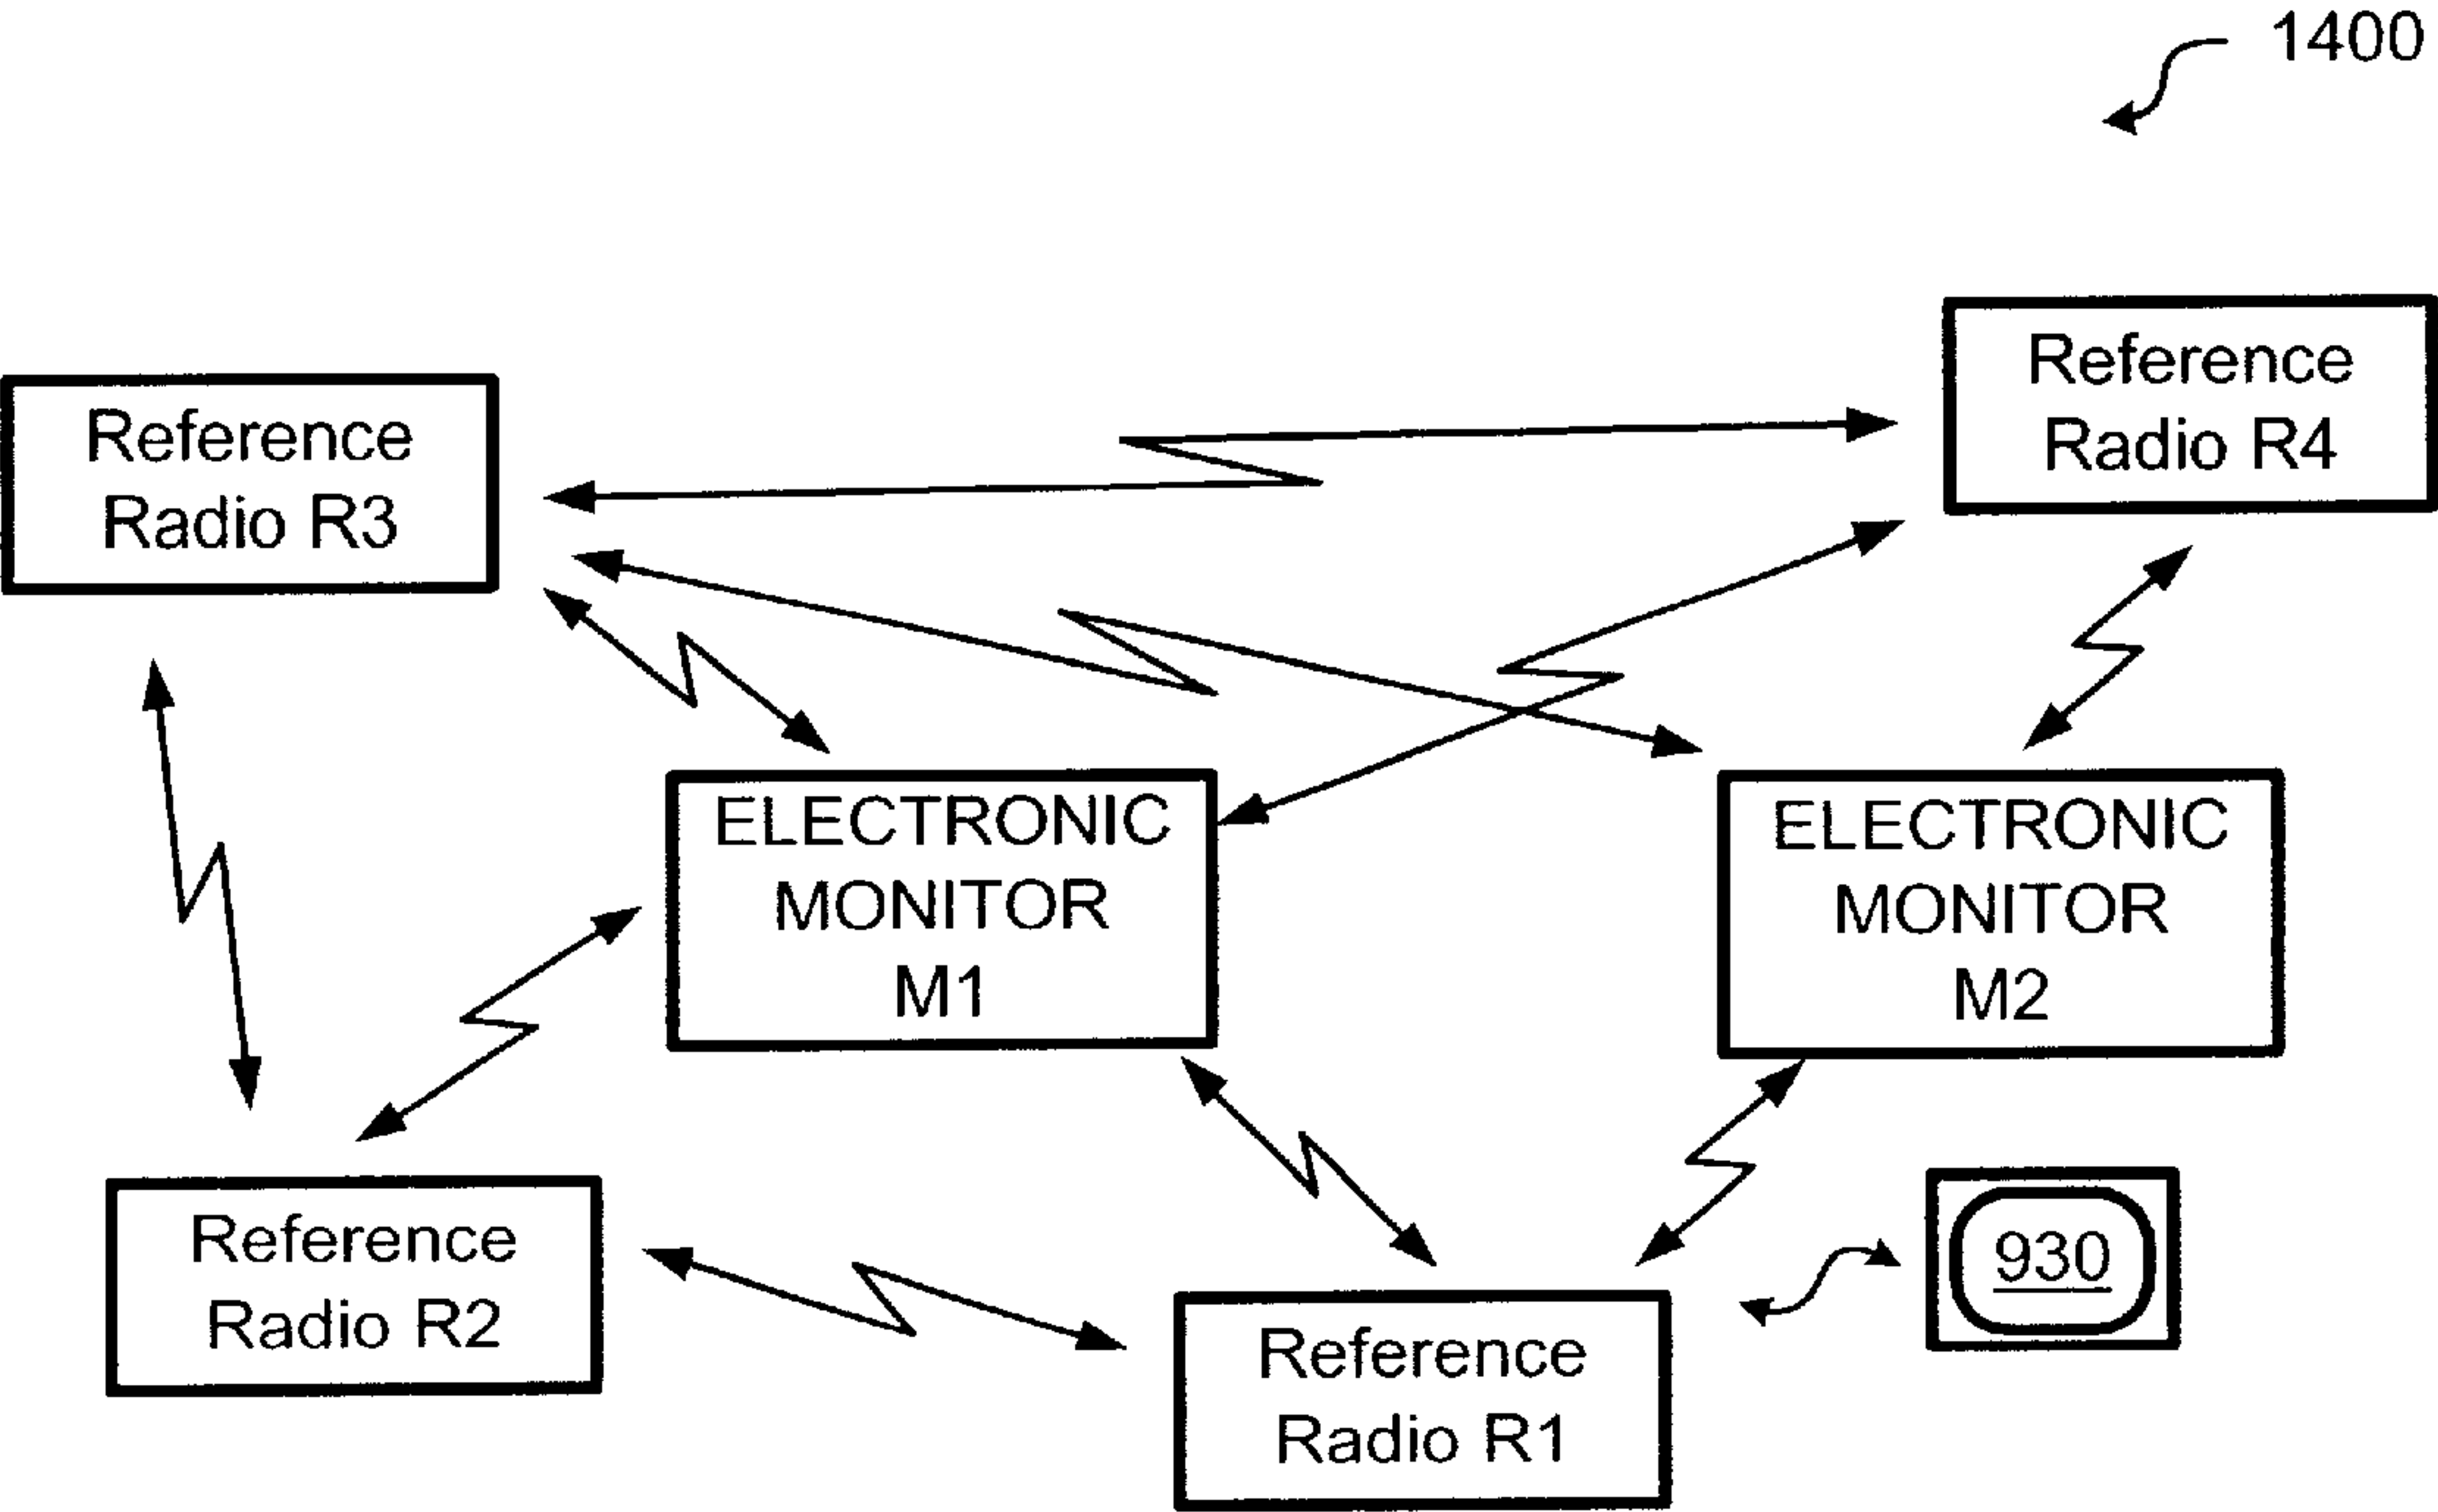 1400
Reference
Radio R4
Reference
Radio R3
ELECTRONIC
MONITOR
M1
ELECTRONIC
MONITOR
M2
Reference
Radio R2
930
Reference
Radio R1